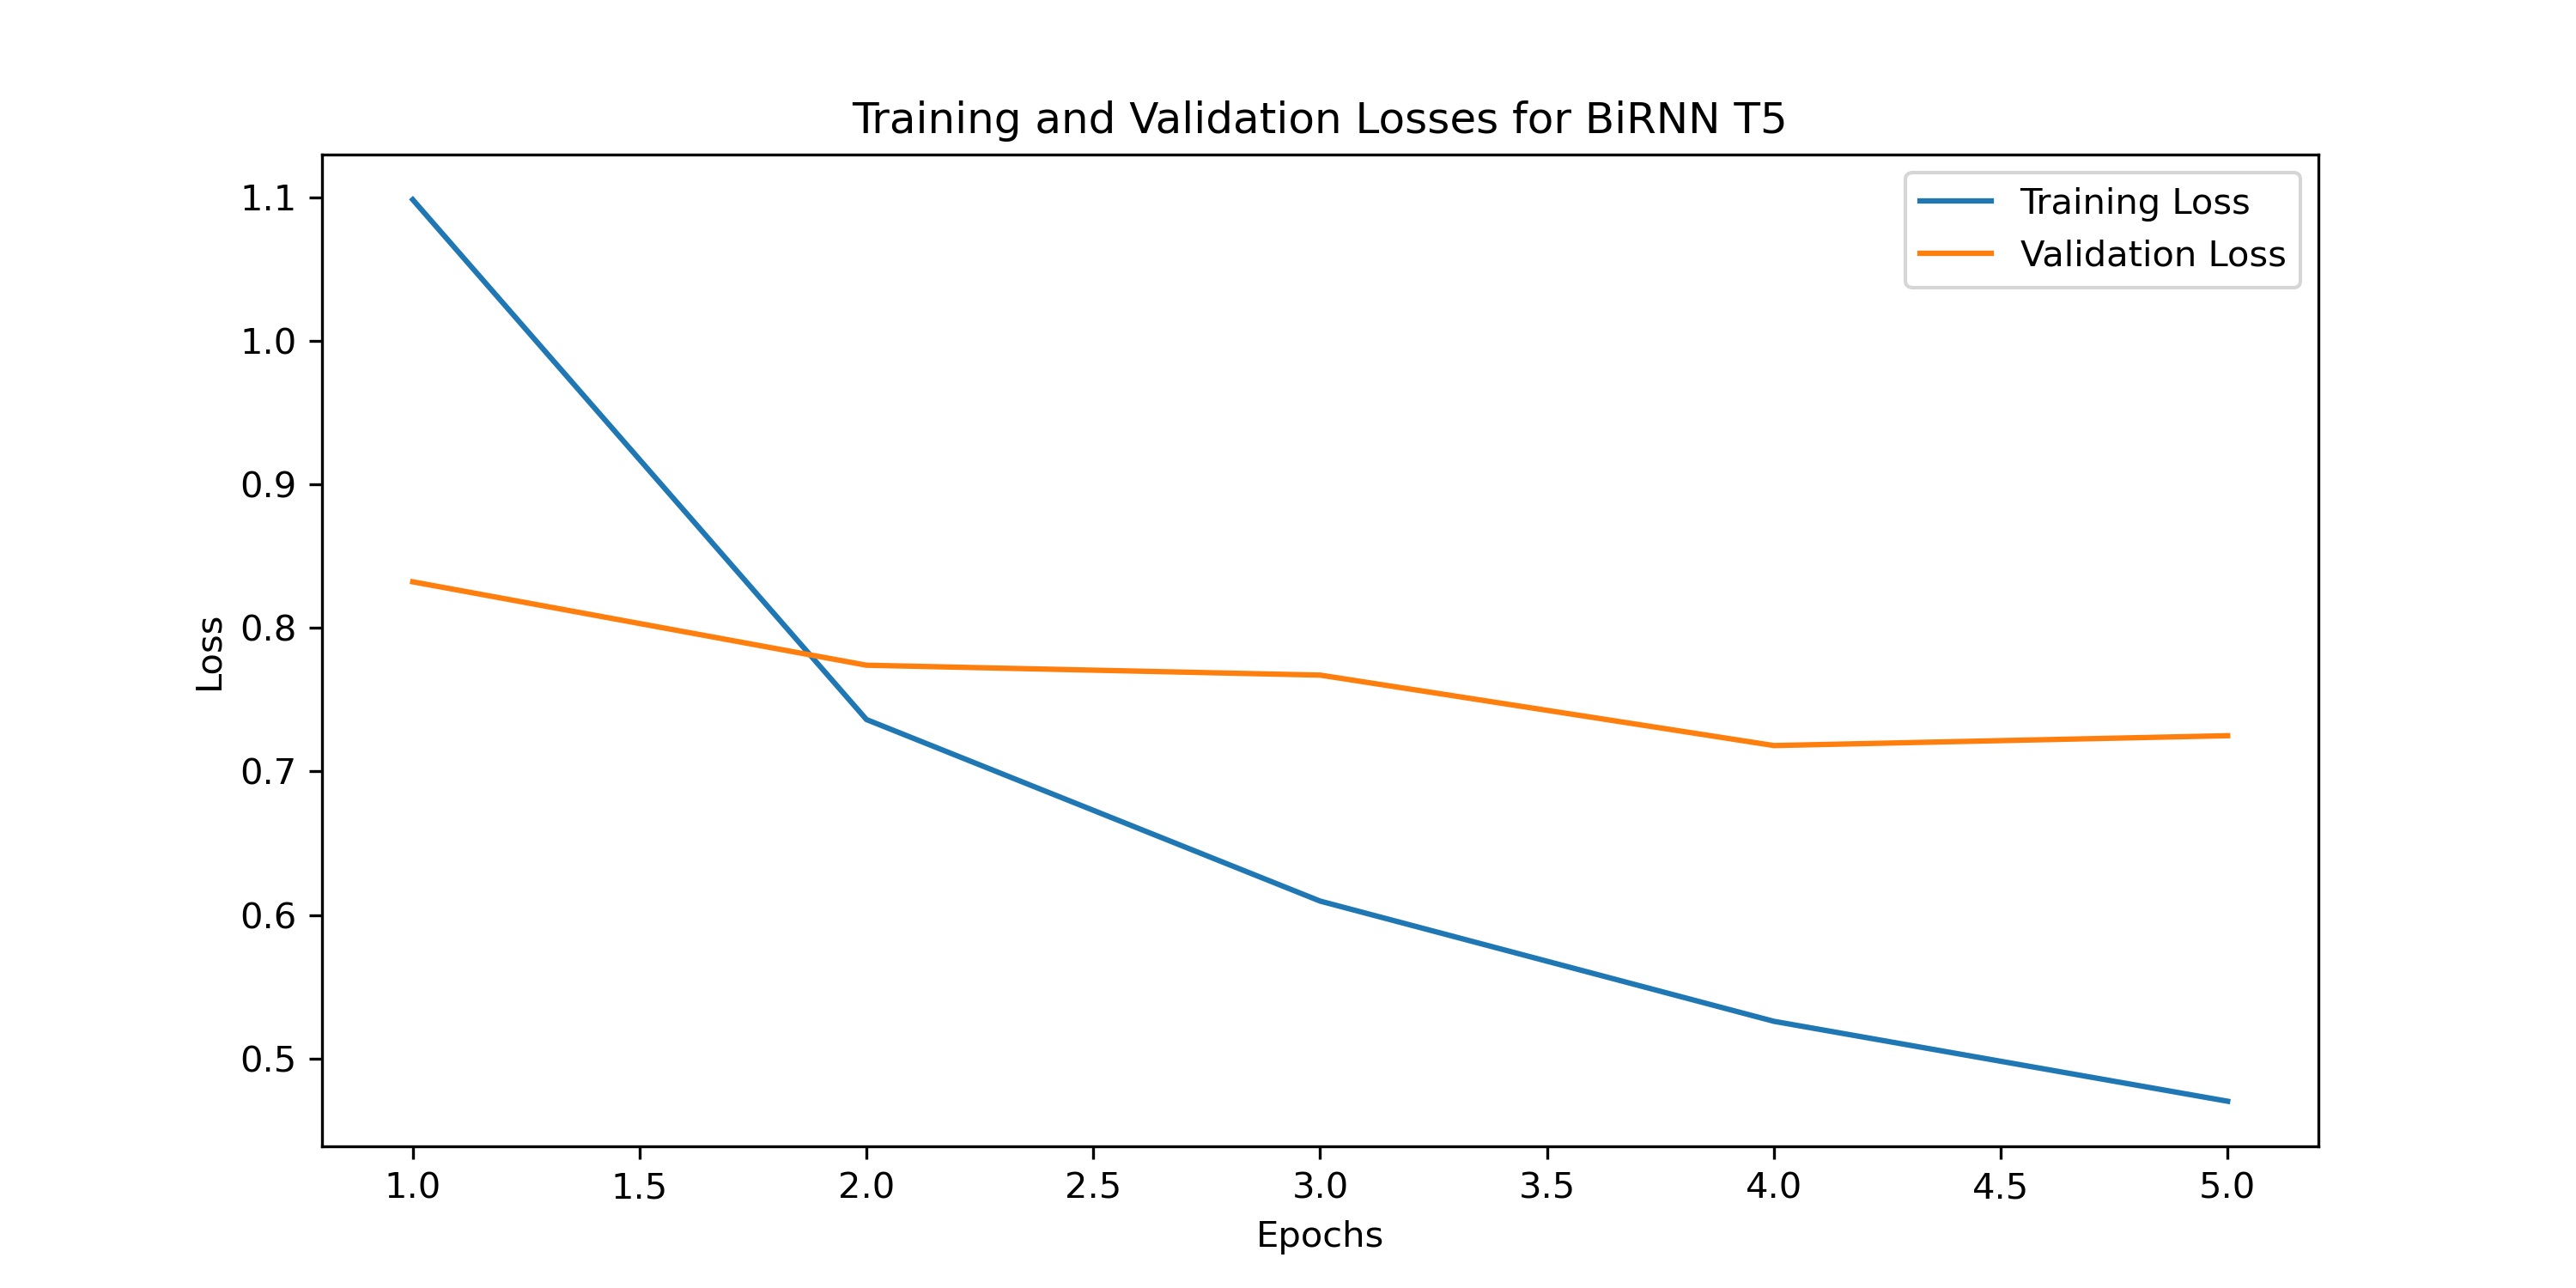 Training and Validation Losses for BiRNN T5
Training Loss
Validation Loss
1.1
1.0
0.9
0.8
0.7
0.6
0.5
Loss
1.0 1.5 2.0 2.5 3.0 3.5 4.0 4.5 5.0
Epochs